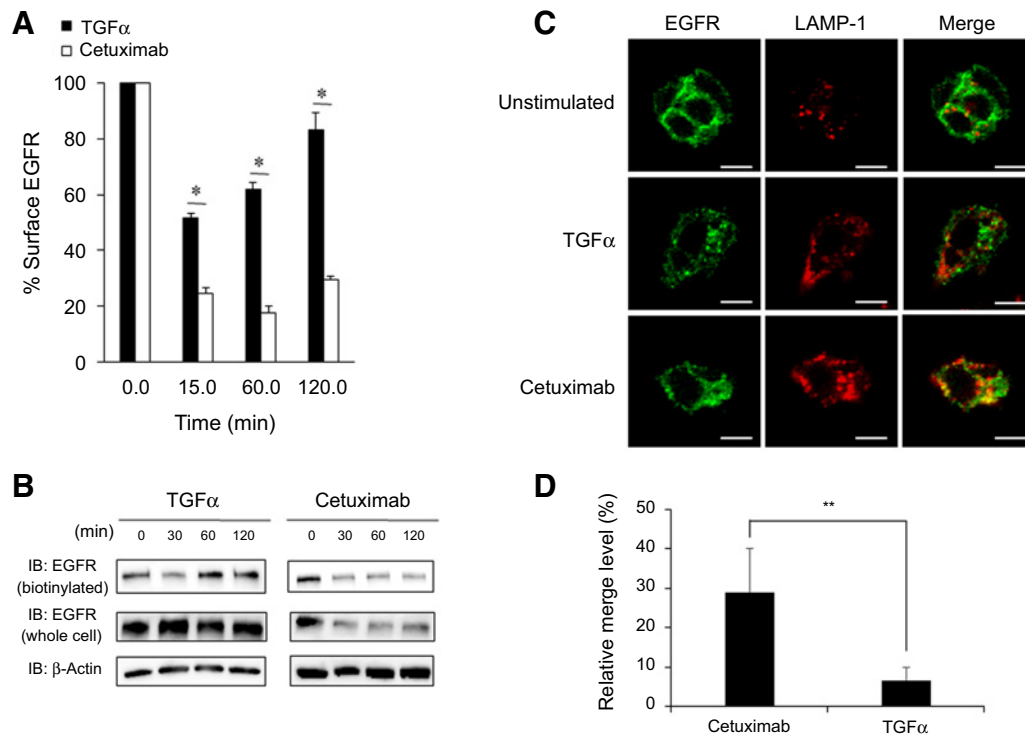 A
TGFα
Cetuximab
% Surface EGFR
100
80
60
40
20
0
*
*
*
0.0 15.0 60.0 120.0
Time (min)
B
TGFα Cetuximab
(min) 0 30 60 120 0 30 60 120
IB: EGFR
(biotinylated)
IB: EGFR
(whole cell)
IB: β-Actin
C
EGFR LAMP-1 Merge
Unstimulated
TGFα
Cetuximab
D
Relative merge level (%)
50
40
30
20
10
0
**
Cetuximab TGFα